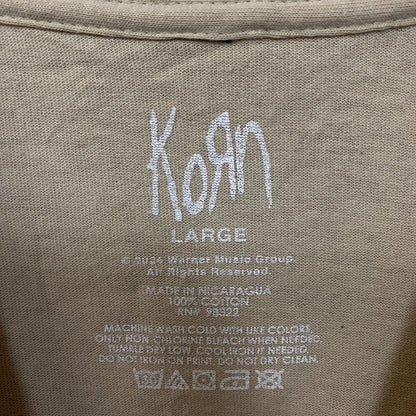 KoЯn
LARGE
© 2024 Warner Music Group.
All Rights Reserved.
MADE IN NICARAGUA
100% COTTON
RN# 98322
MACHINE WASH COLD WITH LIKE COLORS,
ONLY NON-CHLORINE BLEACH WHEN NEEDED.
TUMBLE DRY LOW. COOL IRON IF NEEDED.
DO NOT IRON ON PRINT. DO NOT DRY CLEAN.
30